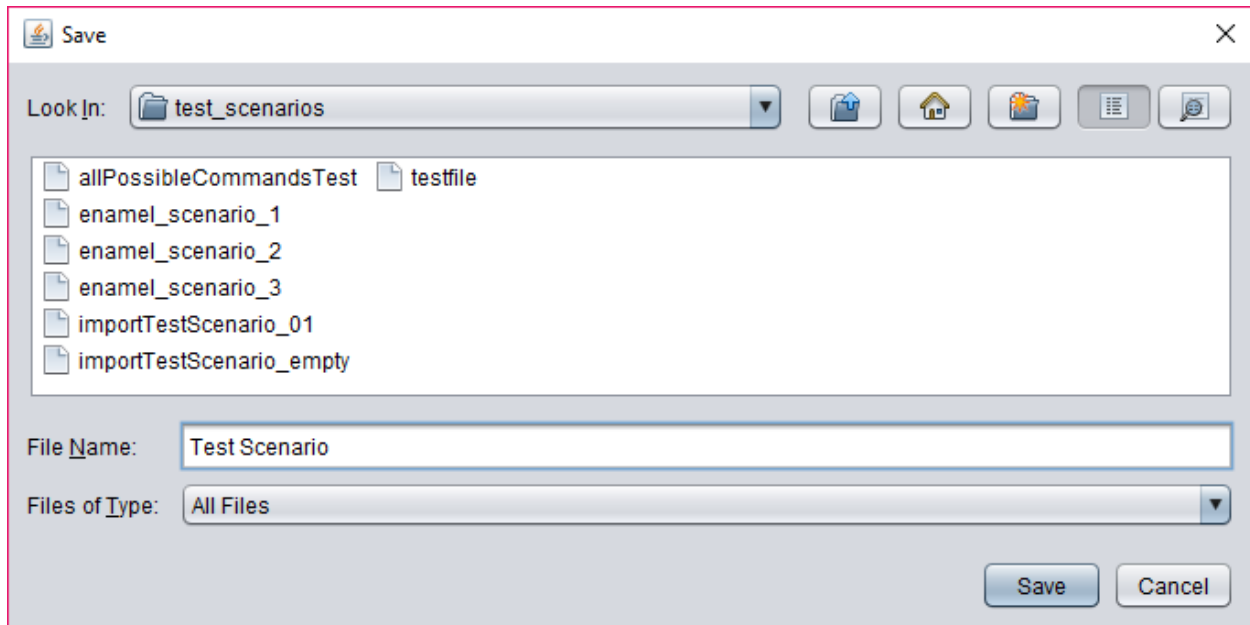 Save
Look In: test_scenarios
allPossibleCommandsTest testfile
enamel_scenario_1
enamel_scenario_2
enamel_scenario_3
importTestScenario_01
importTestScenario_empty
File Name: Test Scenario
Files of Type: All Files
Save Cancel